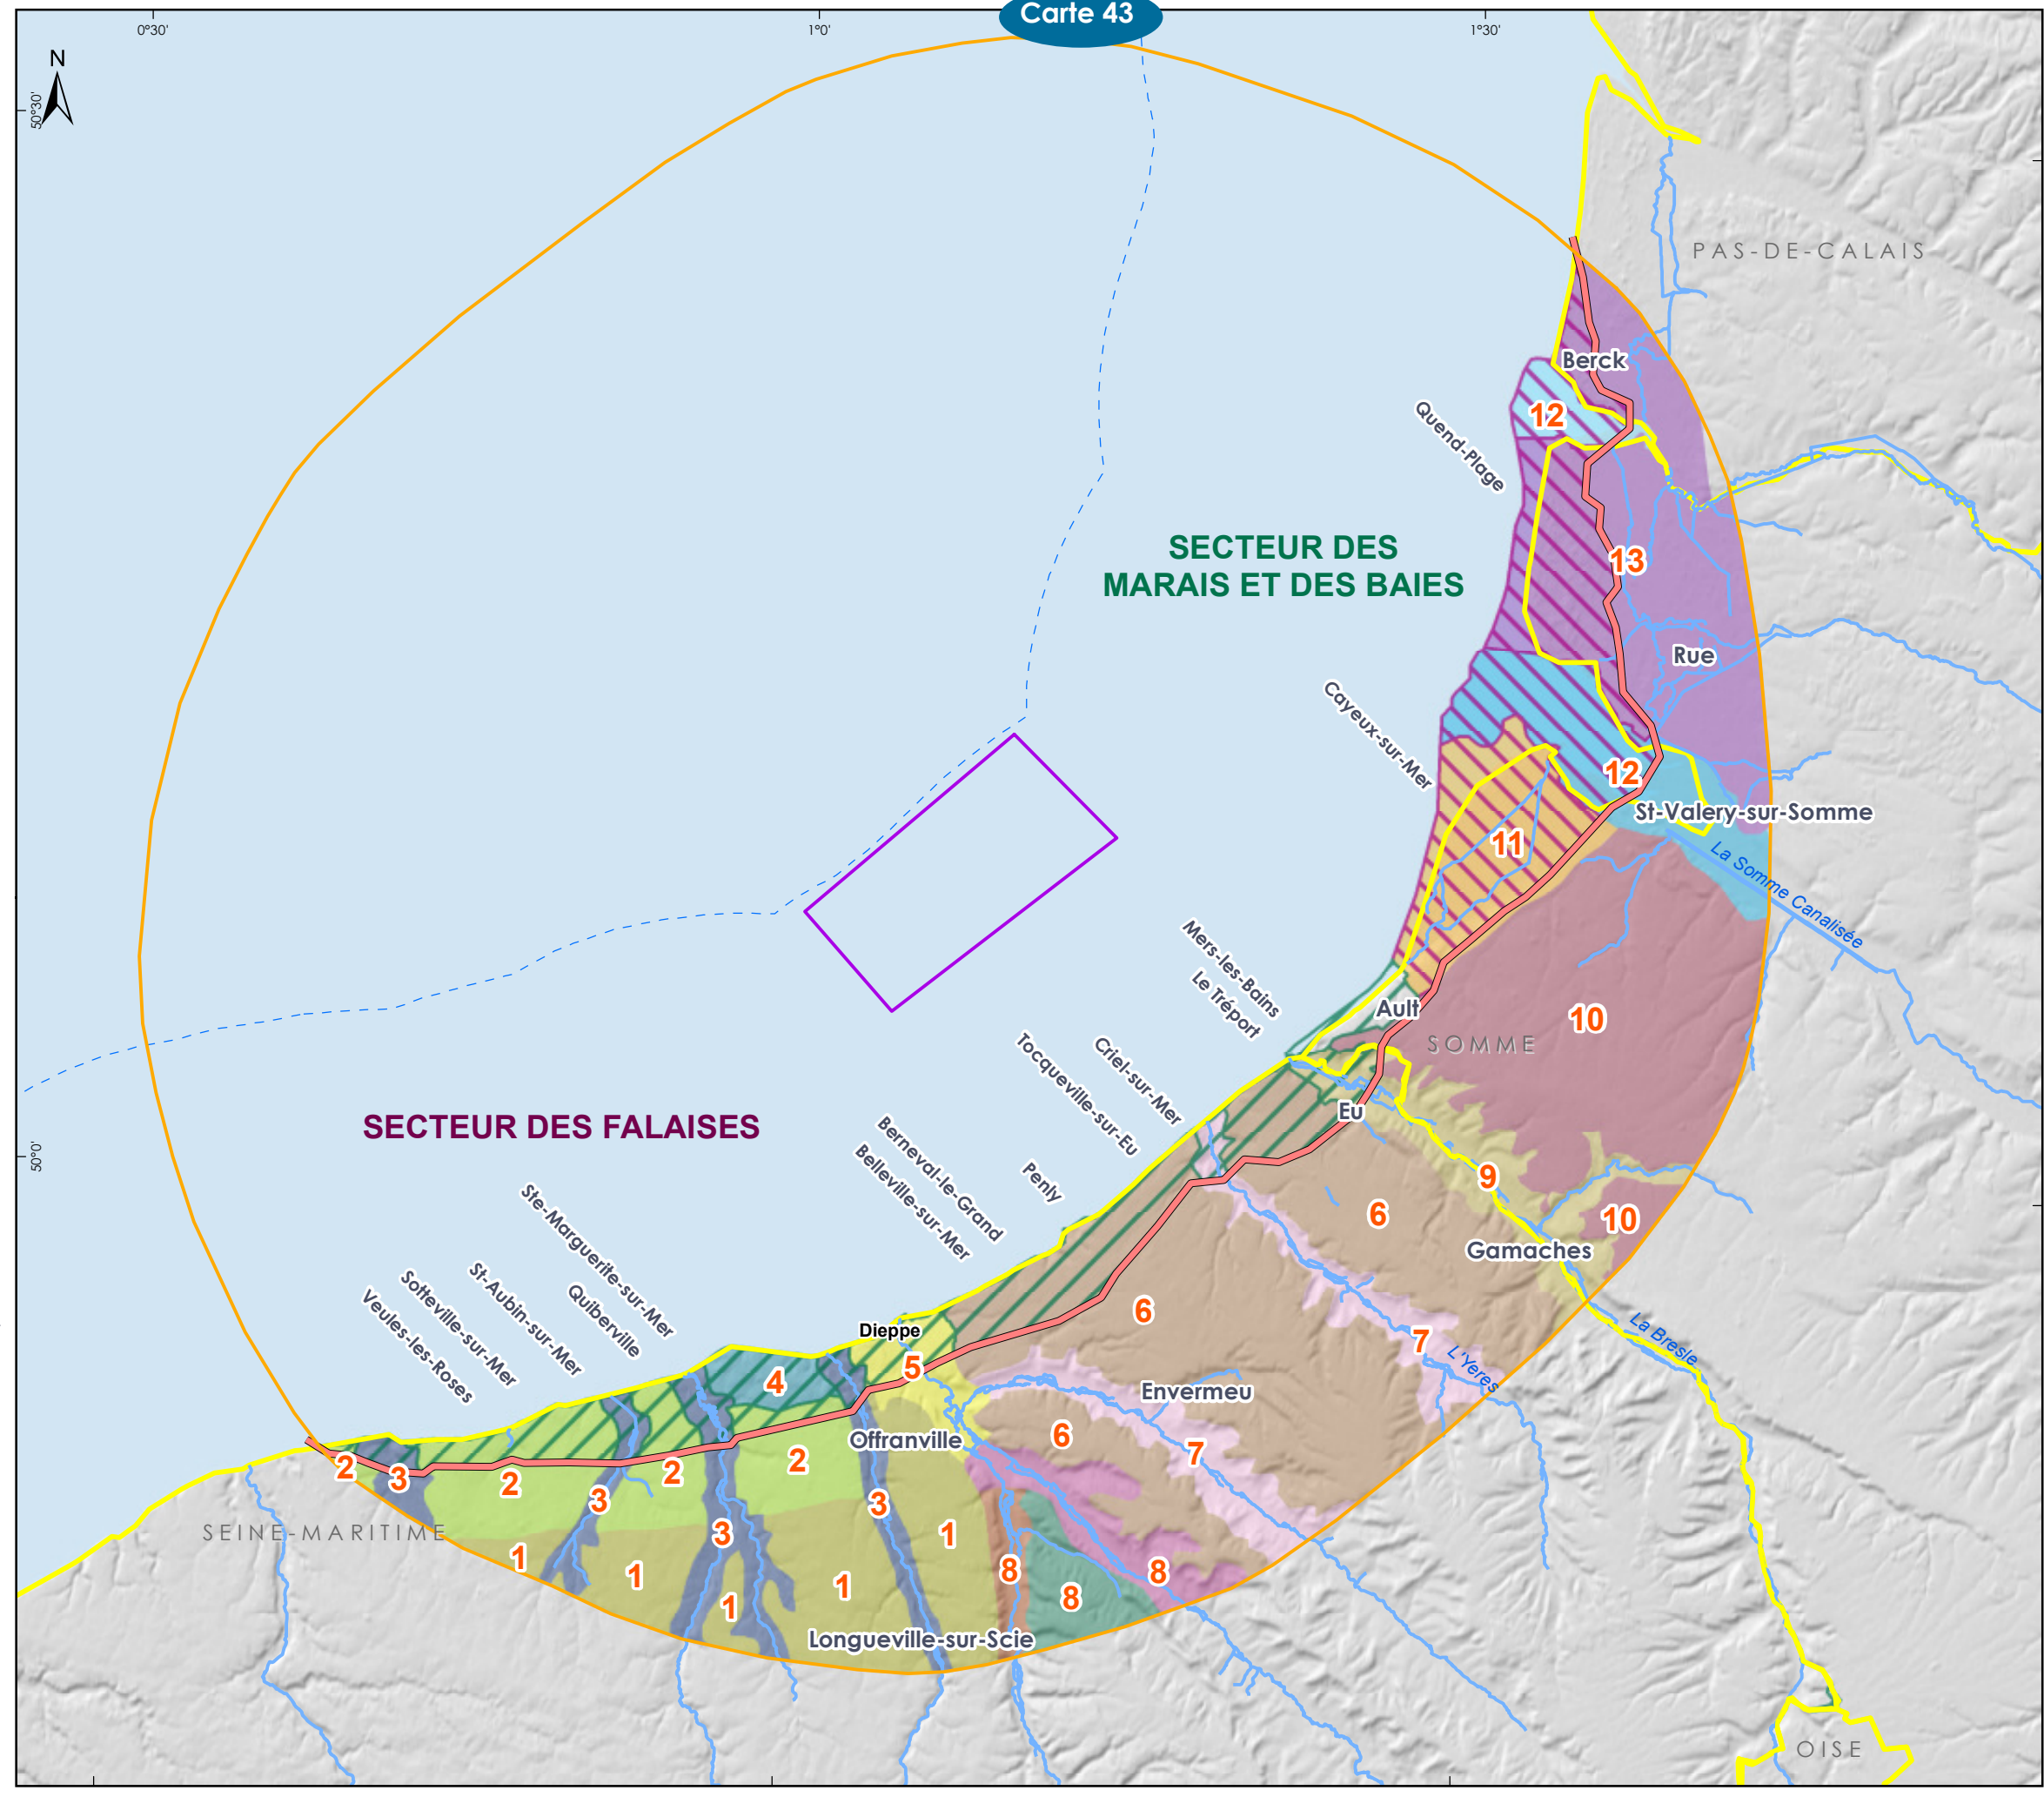 Carte 43
0°30'
1°0'
1°30'
N
50°30'
PAS-DE-CALAIS
Berck
12
Quend-Plage
SECTEUR DES
MARAIS ET DES BAIES
13
Rue
Cayeux-sur-Mer
12
St-Valery-sur-Somme
11
La Somme Canalisée
Mers-les-Bains
Le Tréport
Ault
10
SOMME
Criel-sur-Mer
Tocqueville-sur-Eu
Eu
SECTEUR DES FALAISES
50°0'
Berneval-le-Grand
Belleville-sur-Mer
Penly
9
6
10
Gamaches
Ste-Marguerite-sur-Mer
Quiberville
St-Aubin-sur-Mer
Sotteville-sur-Mer
Veules-les-Roses
6
Dieppe
7
L'Yeres
La Bresle
5
4
Envermeu
Offranville
6
7
2
3
2
2
2
3
3
3
SEINE-MARITIME
1
1
1
1
1
8
8
8
Longueville-sur-Scie
OISE